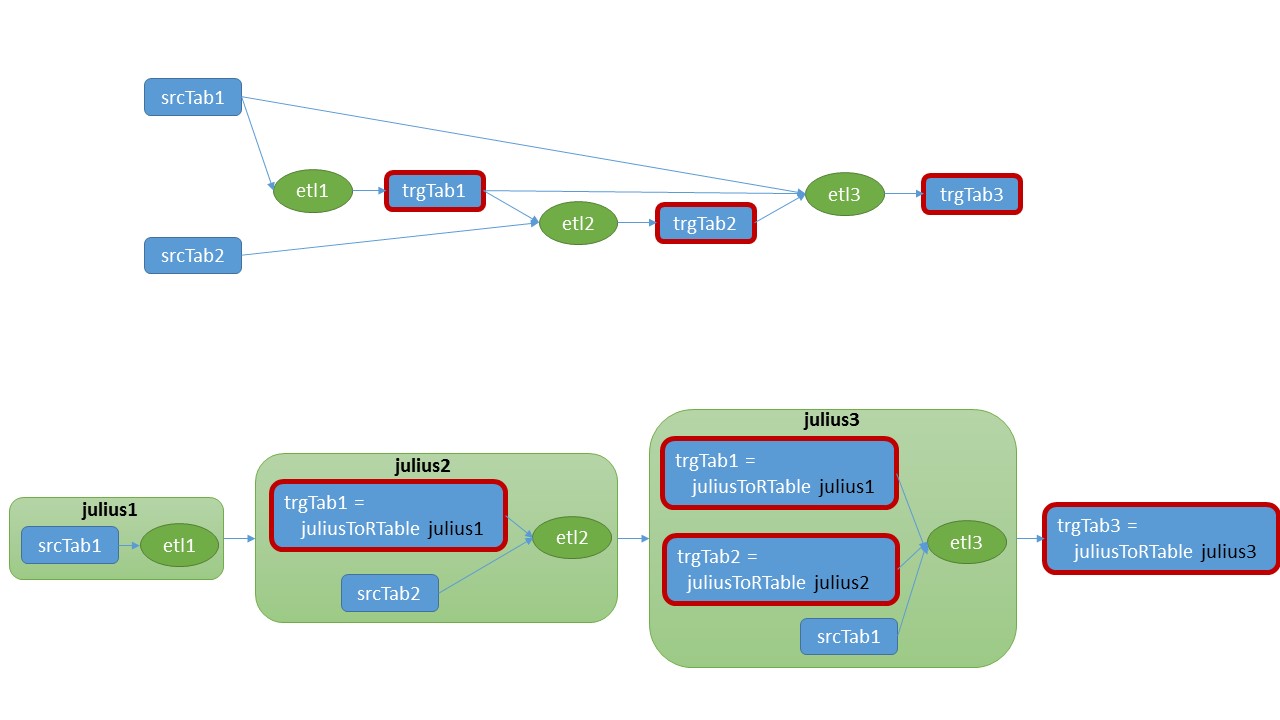 srcTab1
etl1
trgTab1
etl3
trgTab3
etl2
trgTab2
srcTab2
julius1
srcTab1
etl1
julius2
trgTab1 =
juliusToRTable julius1
etl2
srcTab2
julius3
trgTab1 =
juliusToRTable julius1
trgTab2 =
juliusToRTable julius2
etl3
srcTab1
trgTab3 =
juliusToRTable julius3